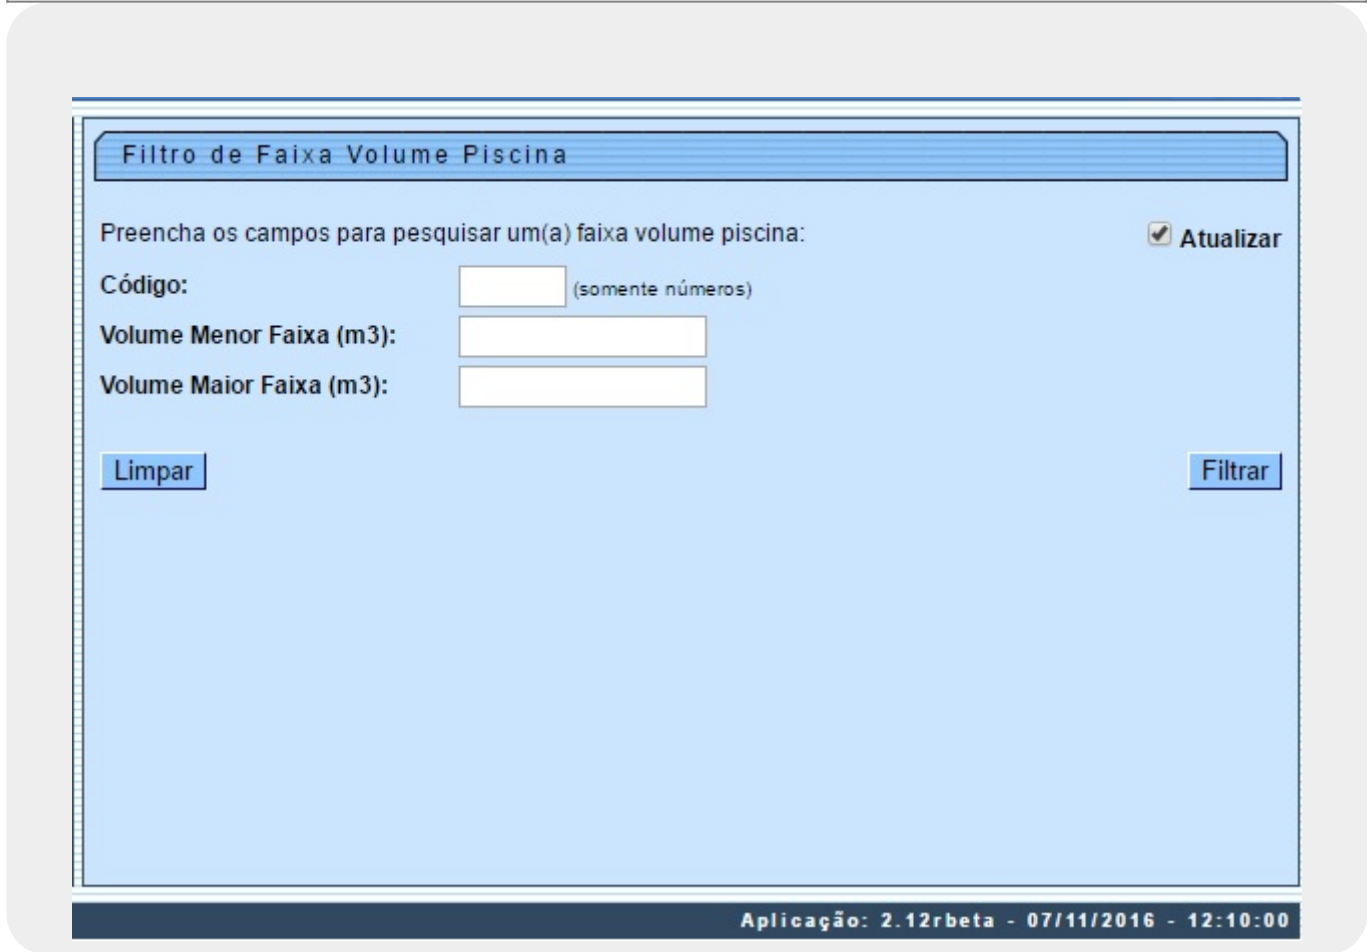 Filtro de Faixa Volume Piscina
Preencha os campos para pesquisar um(a) faixa volume piscina:
Atualizar
Código:
(somente números)
Volume Menor Faixa (m3):
Volume Maior Faixa (m3):
Limpar
Filtrar
Aplicação: 2.12rbeta - 07/11/2016 - 12:10:00